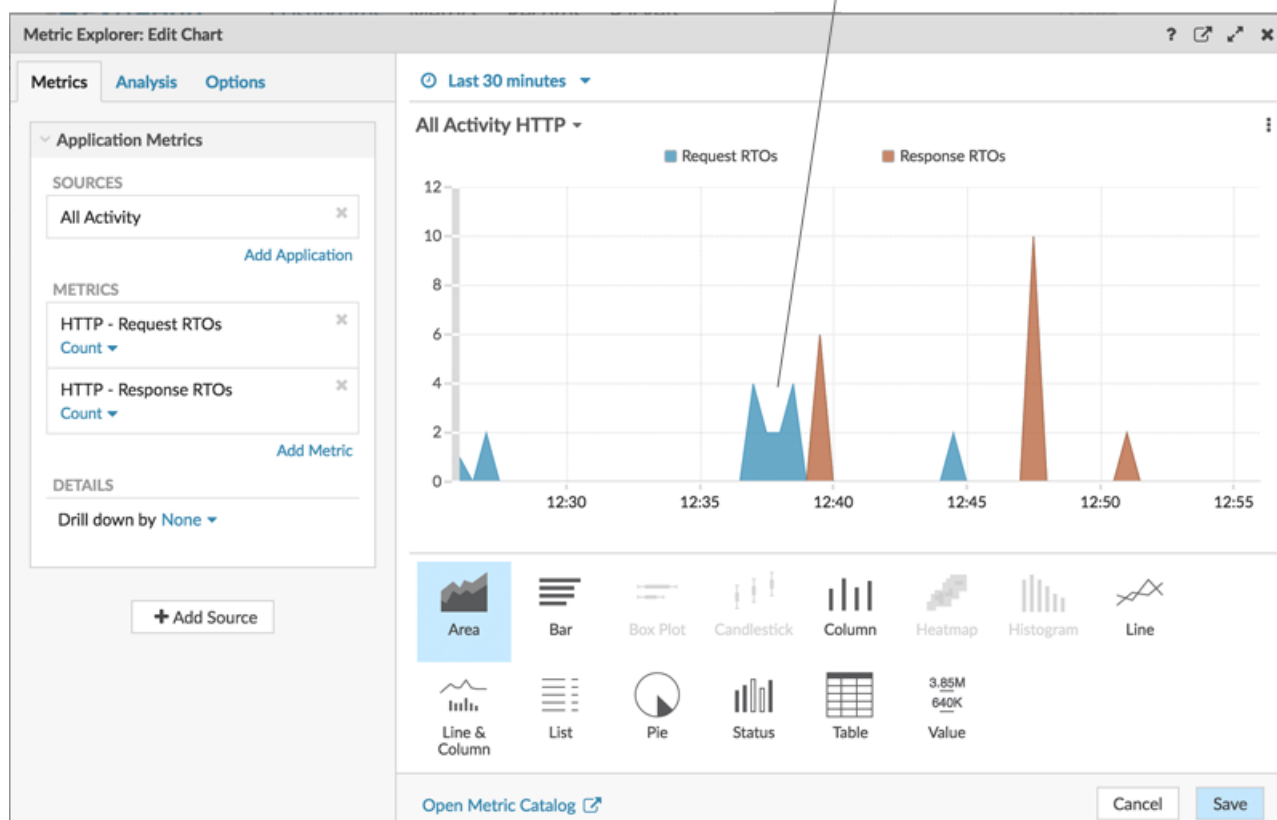 Metric Explorer: Edit Chart
?
Metrics Analysis Options
Application Metrics
SOURCES
All Activity
Add Application
METRICS
HTTP - Request RTOs
Count
HTTP - Response RTOs
Count
Add Metric
DETAILS
Drill down by None
+ Add Source
Last 30 minutes
All Activity HTTP
Request RTOs Response RTOs
12
10
8
6
4
2
0
12:30 12:35 12:40 12:45 12:50 12:55
Area Bar Box Plot Candlestick Column Heatmap Histogram Line
3.85M
640K
Line &
Column
List Pie Status Table Value
Open Metric Catalog
Cancel Save